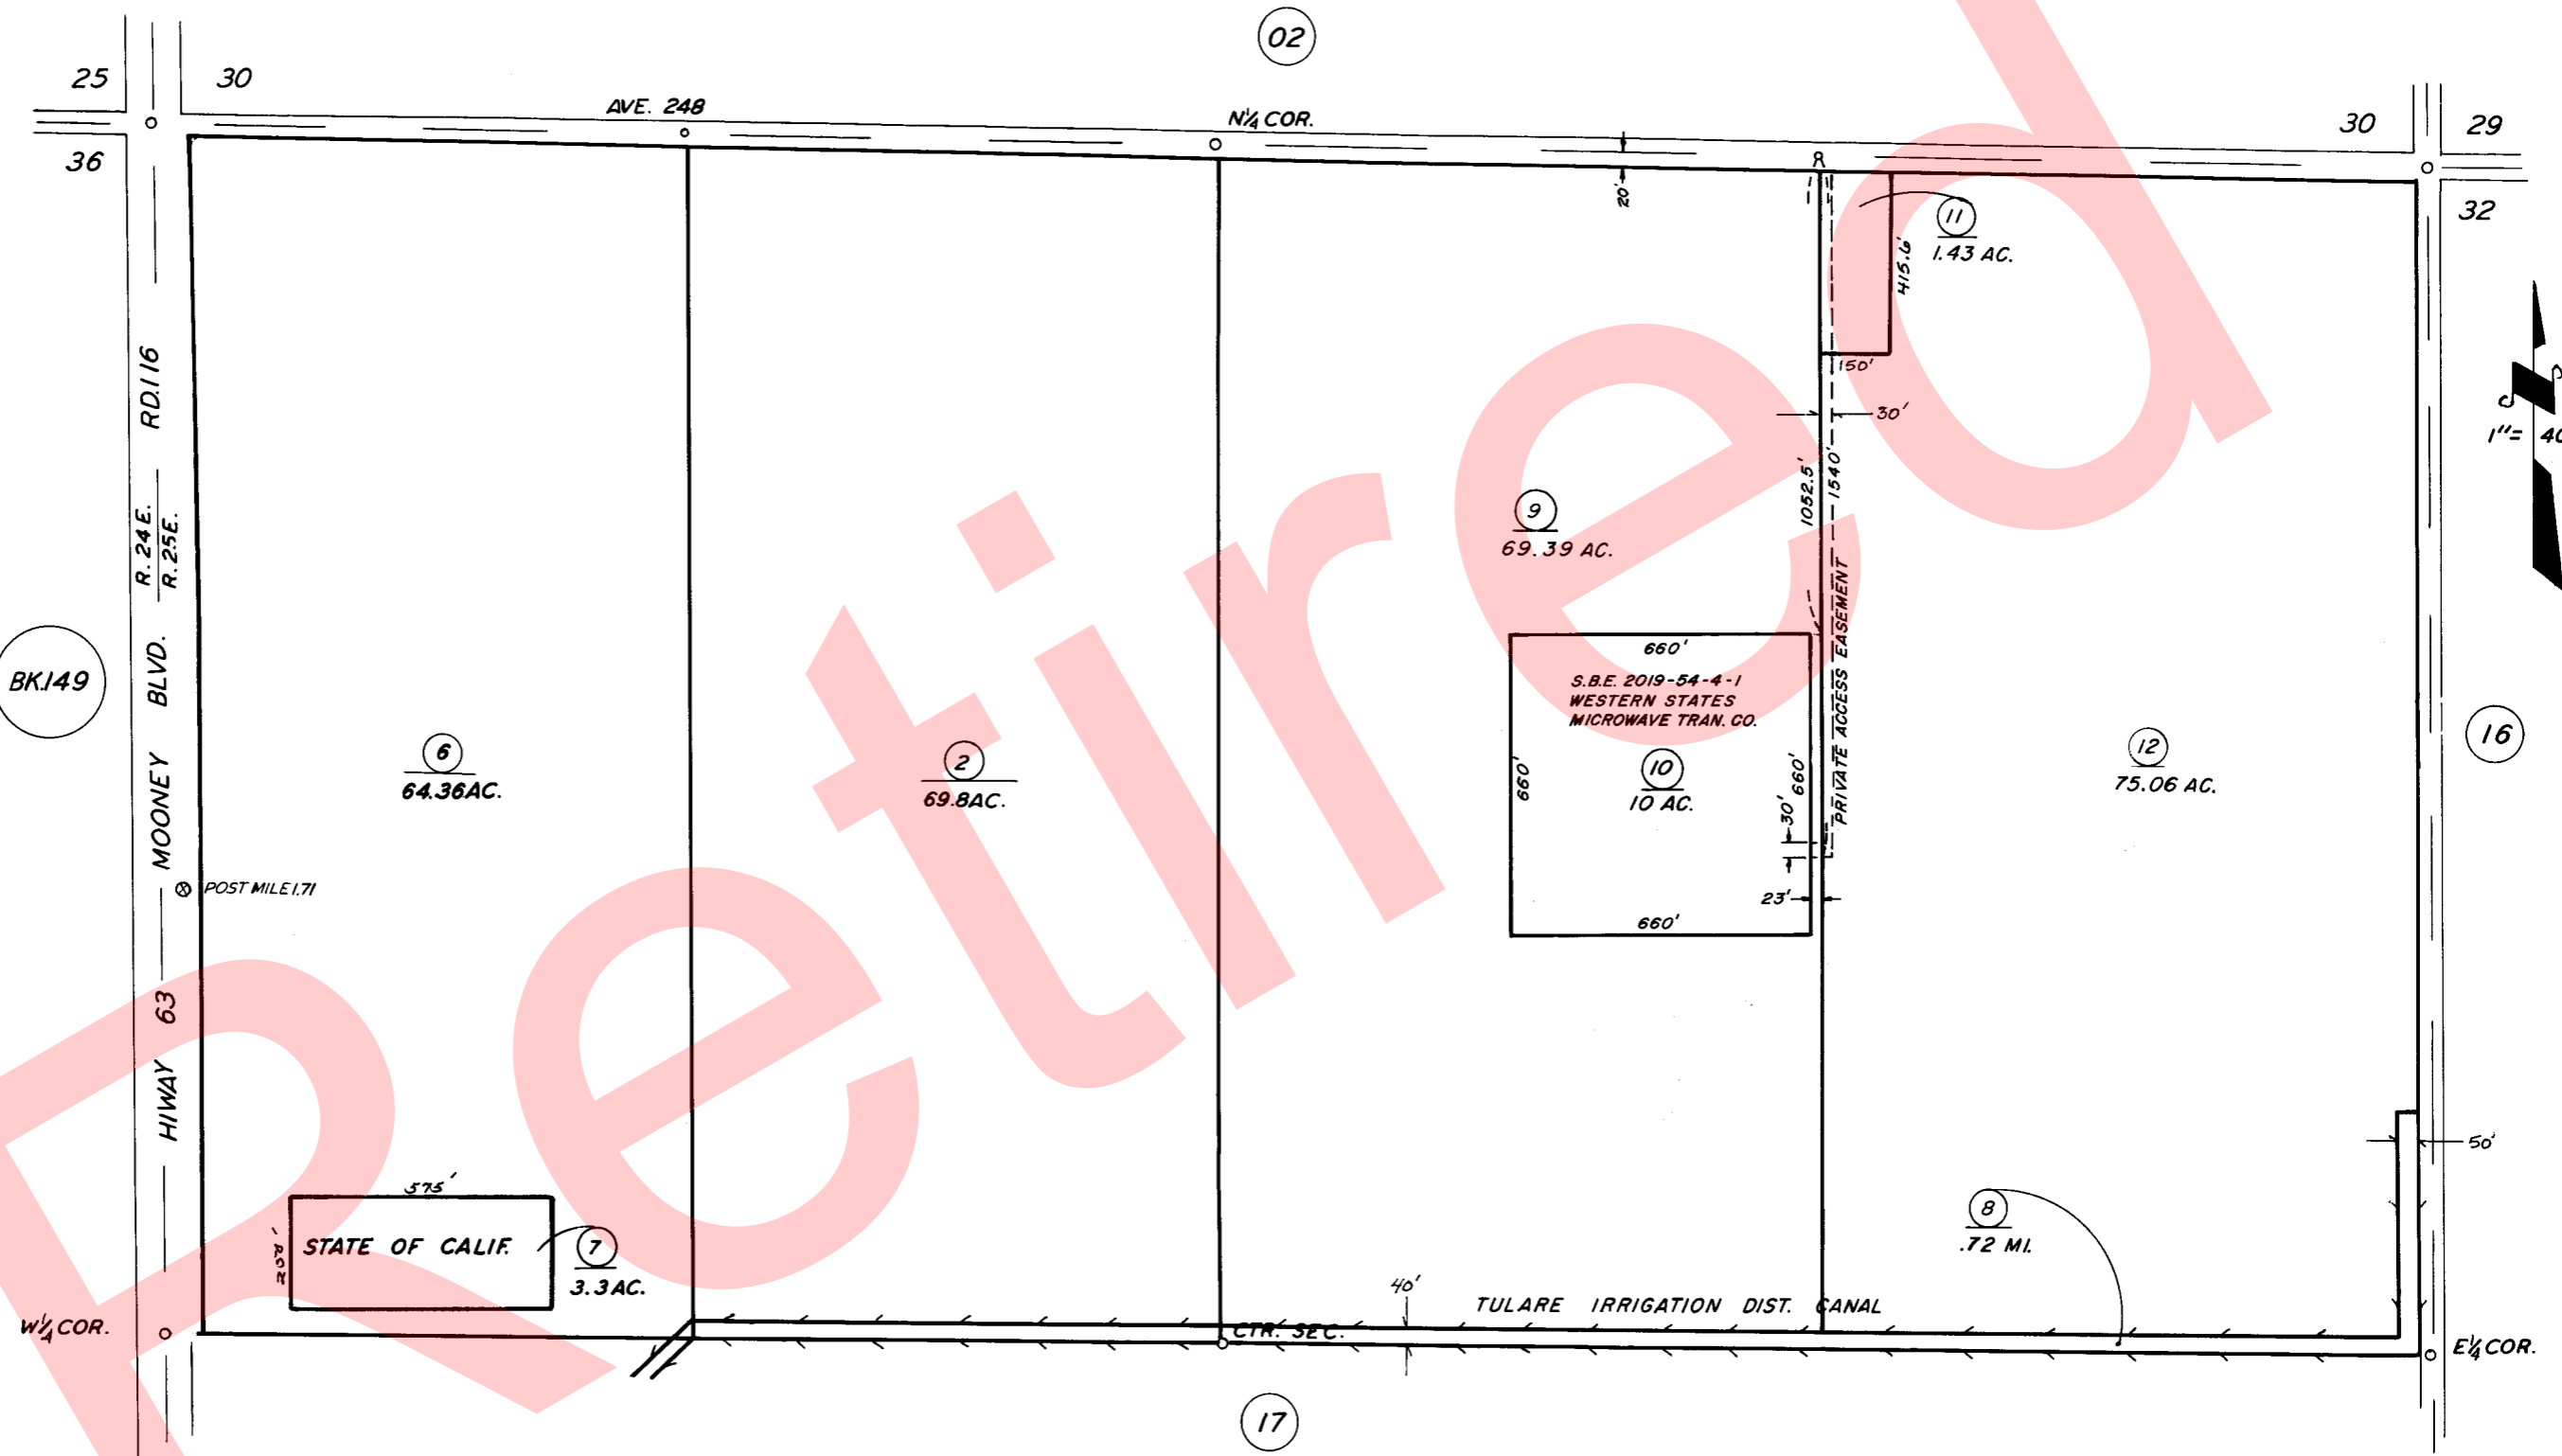 02
25
30
AVE. 248
N¼ COR.
30
29
36
32
20'
11
1.43 AC.
415.6'
150'
30'
RD.116
R. 24 E.
R. 25 E.
1052.5'
1540'
9
69.39 AC.
1"=
PRIVATE ACCESS EASEMENT
BK.149
MOONEY BLVD.
660'
S.B.E. 2019-54-4-1
WESTERN STATES
MICROWAVE TRAN. CO.
10
10 AC.
660'
660'
30'
23'
660'
6
64.36 AC.
2
69.8 AC.
12
75.06 AC.
16
POST MILE 1.71
HIWAY 63
50'
575'
STATE OF CALIF.
7
3.3 AC.
8
.72 MI.
40'
TULARE IRRIGATION DIST. CANAL
W¼ COR.
CTR. SEC.
E¼ COR.
17
Retired